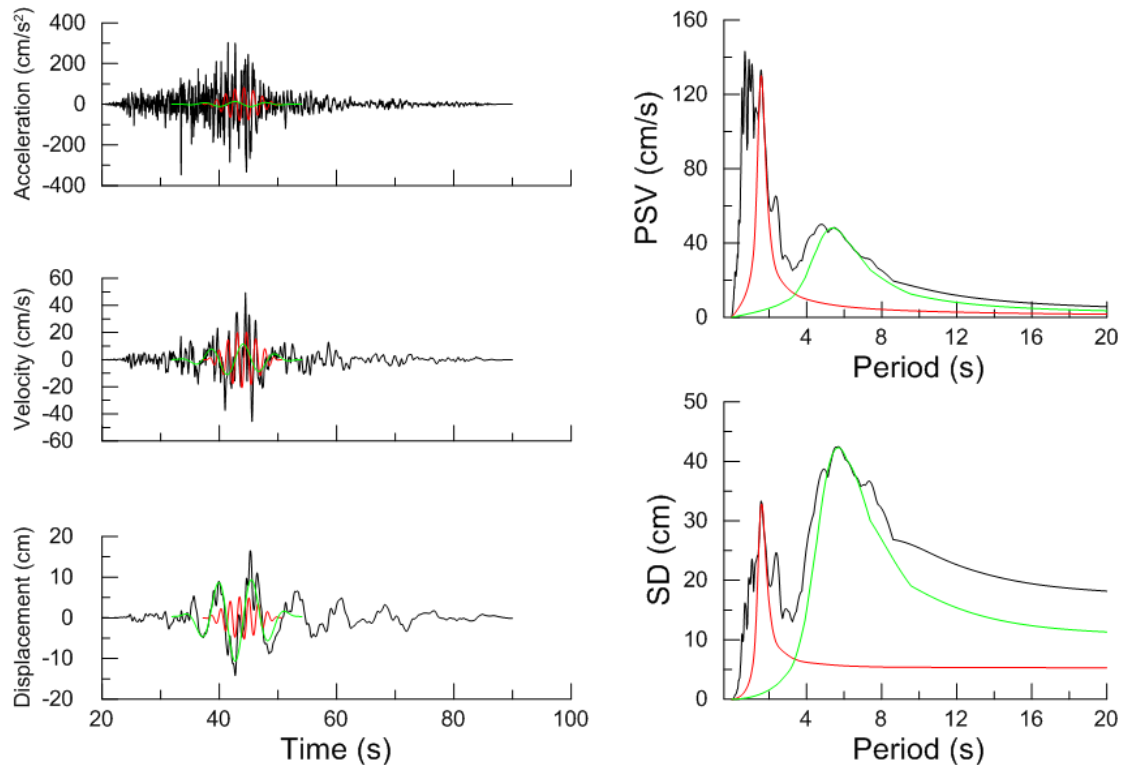 400
200
0
-200
-400
Acceleration (cm/s²)
60
40
20
0
-20
-40
-60
Velocity (cm/s)
20
10
0
-10
-20
Displacement (cm)
20 40 60 80 100
Time (s)
160
120
80
40
0
PSV (cm/s)
4 8 12 16 20
Period (s)
50
40
30
20
10
0
SD (cm)
4 8 12 16 20
Period (s)